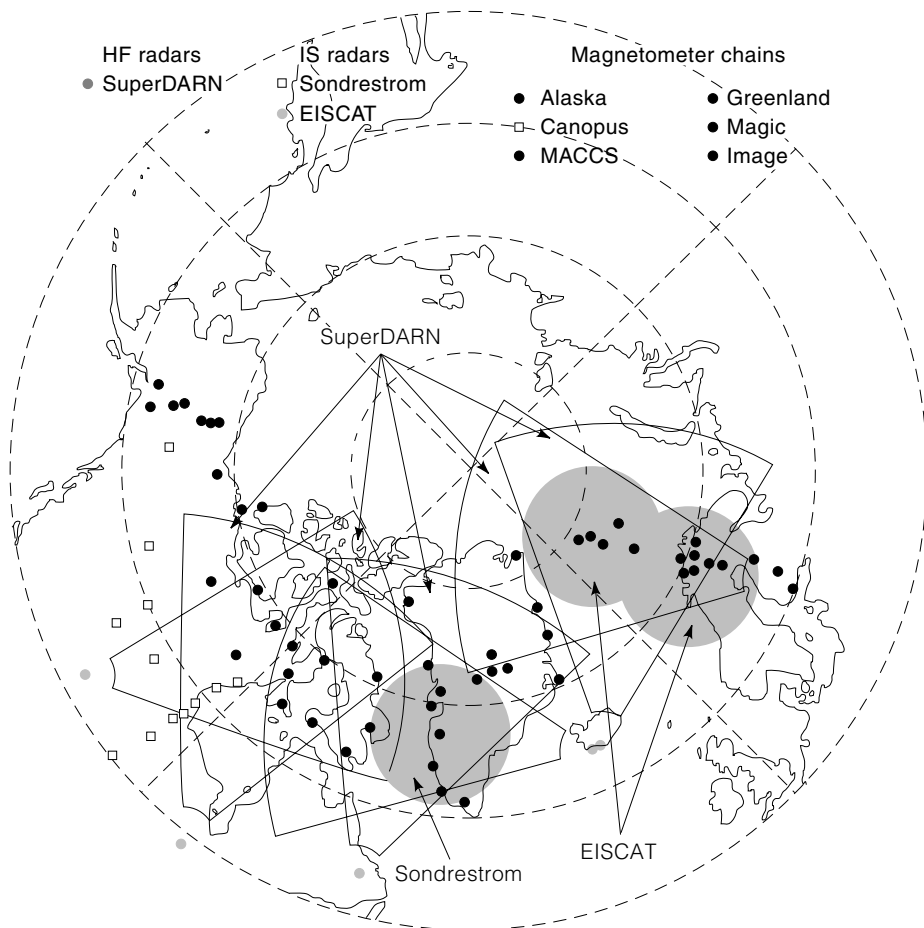 HF radars
SuperDARN
IS radars
Sondrestrom
EISCAT
Magnetometer chains
Alaska
Canopus
MACCS
Greenland
Magic
Image
SuperDARN
EISCAT
Sondrestrom